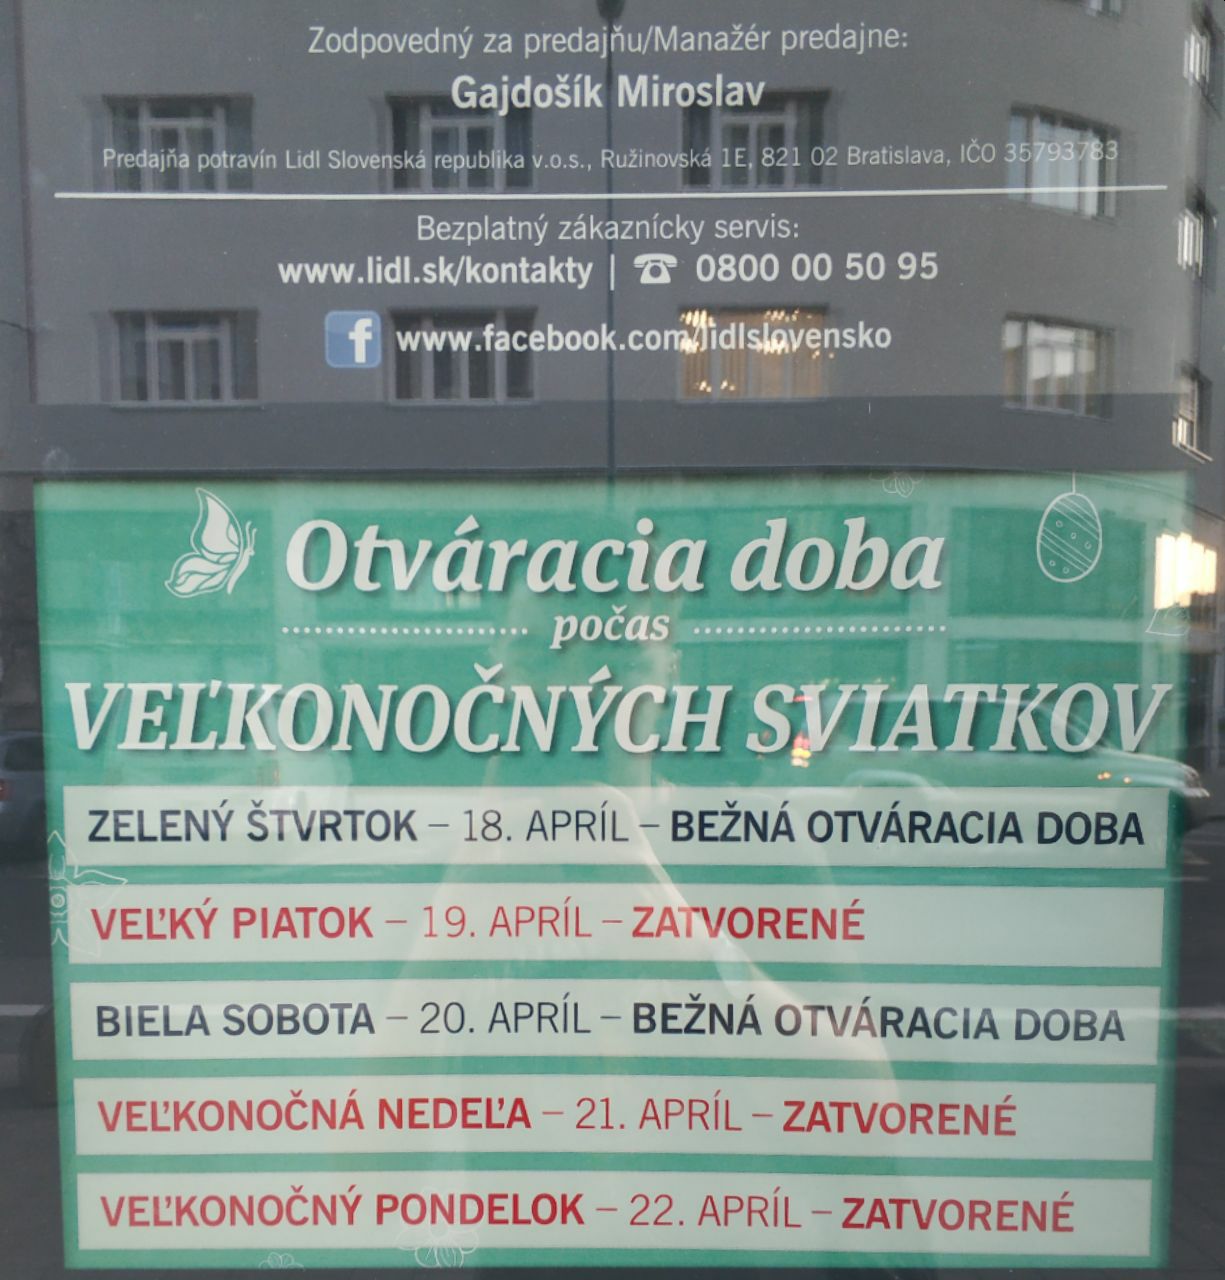 Zodpovedný za predajňu/Manažér predajne:
Gajdošík Miroslav
Predajňa potravín Lidl Slovenská republika v.o.s., Ružinovská 1E, 821 02 Bratislava, IČO 35793783
Bezplatný zákaznícky servis:
www.lidl.sk/kontakty | ☎ 0800 00 50 95
f www.facebook.com/lidlslovensko
Otváracia doba
počas
VEĽKONOČNÝCH SVIATKOV
ZELENÝ ŠTVRTOK – 18. APRÍL – BEŽNÁ OTVÁRACIA DOBA
VEĽKÝ PIATOK – 19. APRÍL – ZATVORENÉ
BIELA SOBOTA – 20. APRÍL – BEŽNÁ OTVÁRACIA DOBA
VEĽKONOČNÁ NEDEĽA – 21. APRÍL – ZATVORENÉ
VEĽKONOČNÝ PONDELOK – 22. APRÍL – ZATVORENÉ